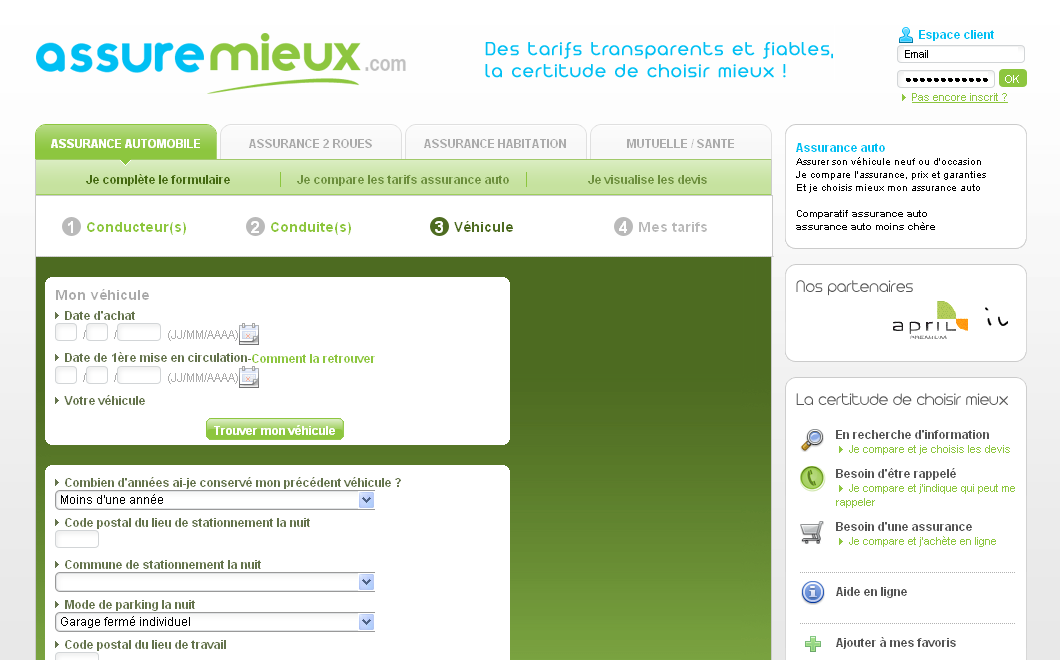 assuremieux.com
Des tarifs transparents et fiables,
la certitude de choisir mieux !
Espace client
Email
OK
Pas encore inscrit ?
ASSURANCE AUTOMOBILE
ASSURANCE 2 ROUES
ASSURANCE HABITATION
MUTUELLE / SANTE
Je complète le formulaire
Je compare les tarifs assurance auto
Je visualise les devis
1 Conducteur(s)
2 Conduite(s)
3 Véhicule
4 Mes tarifs
Mon véhicule
Date d'achat
/ / (JJ/MM/AAAA)
Date de 1ère mise en circulation-Comment la retrouver
/ / (JJ/MM/AAAA)
Votre véhicule
Trouver mon véhicule
Combien d'années ai-je conservé mon précédent véhicule ?
Moins d'une année
Code postal du lieu de stationnement la nuit
Commune de stationnement la nuit
Mode de parking la nuit
Garage fermé individuel
Code postal du lieu de travail
Assurance auto
Assurer son véhicule neuf ou d'occasion
Je compare l'assurance, prix et garanties
Et je choisis mieux mon assurance auto
Comparatif assurance auto
assurance auto moins chère
Nos partenaires
april
PREMIUM
La certitude de choisir mieux
En recherche d'information
Je compare et je choisis les devis
Besoin d'être rappelé
Je compare et j'indique qui peut me
rappeler
Besoin d'une assurance
Je compare et j'achète en ligne
Aide en ligne
Ajouter à mes favoris